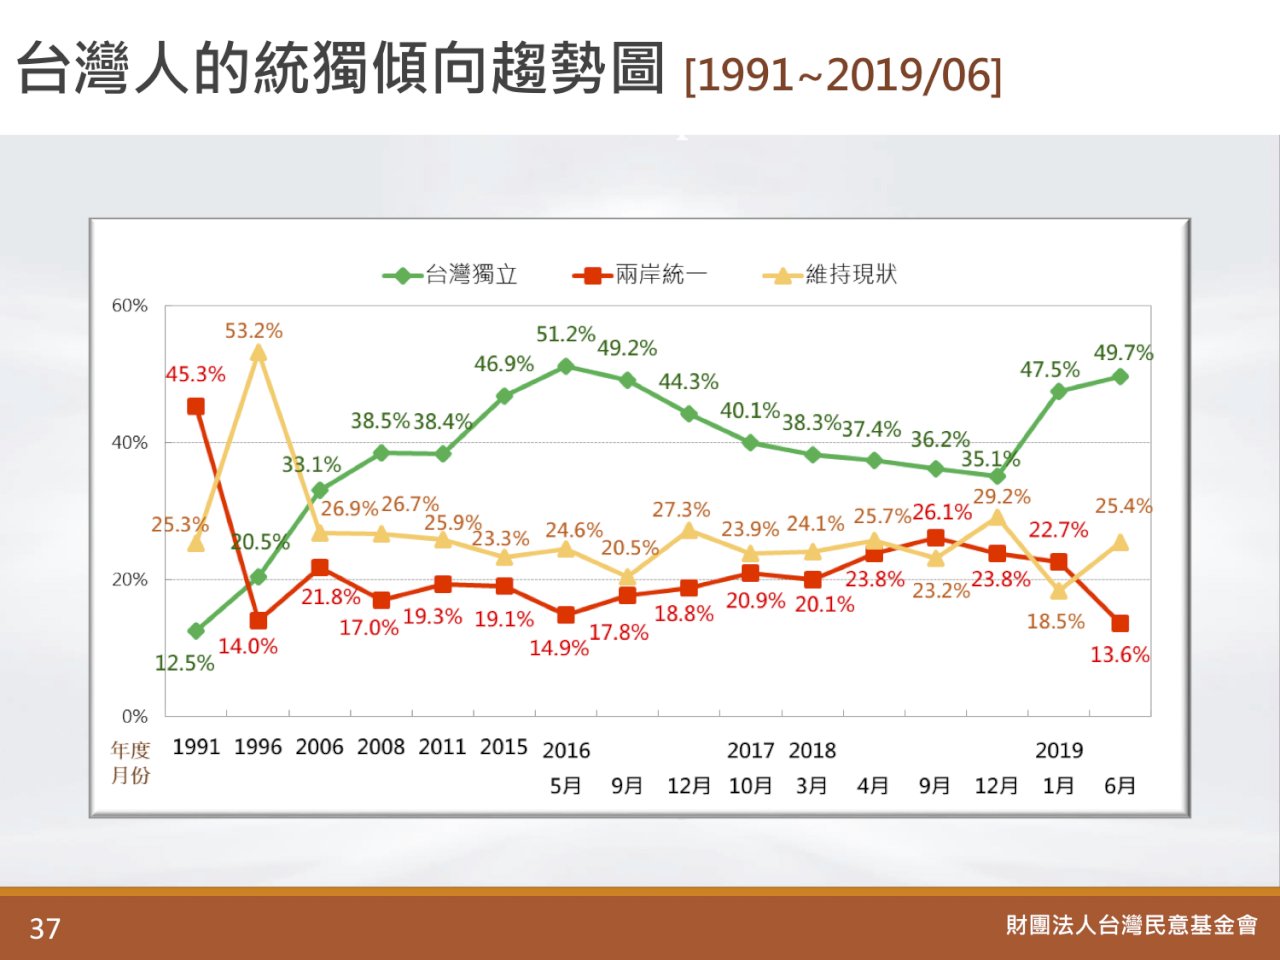 台灣人的統獨傾向趨勢圖 [1991~2019/06]
台灣獨立 兩岸統一 維持現狀
60%
40%
20%
0%
12.5% 20.5% 33.1% 38.5% 38.4% 46.9% 51.2% 49.2% 44.3% 40.1% 38.3% 37.4% 36.2% 35.1% 47.5% 49.7%
45.3% 14.0% 21.8% 17.0% 19.3% 19.1% 14.9% 17.8% 18.8% 20.9% 20.1% 23.8% 26.1% 23.8% 22.7% 13.6%
25.3% 53.2% 26.9% 26.7% 25.9% 23.3% 24.6% 20.5% 27.3% 23.9% 24.1% 25.7% 23.2% 29.2% 18.5% 25.4%
年度 1991 1996 2006 2008 2011 2015 2016 2017 2018 2019
月份 5月 9月 12月 10月 3月 4月 9月 12月 1月 6月
37
財團法人台灣民意基金會